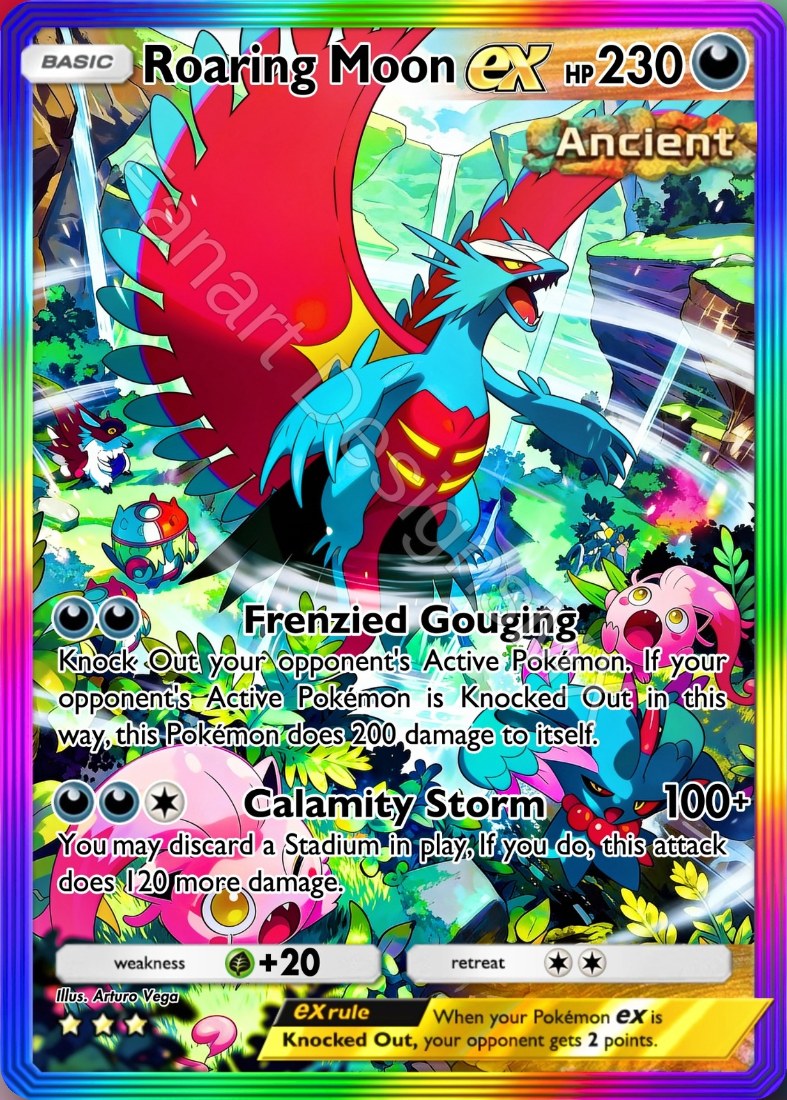 BASIC Roaring Moon ex HP 230
Ancient
Frenzied Gouging
Knock Out your opponent's Active Pokémon. If your
opponent's Active Pokémon is Knocked Out in this
way, this Pokémon does 200 damage to itself.
Calamity Storm 100+
You may discard a Stadium in play, If you do, this attack
does 120 more damage.
weakness +20 retreat
Illus. Arturo Vega
ex rule
When your Pokémon ex is
Knocked Out, your opponent gets 2 points.